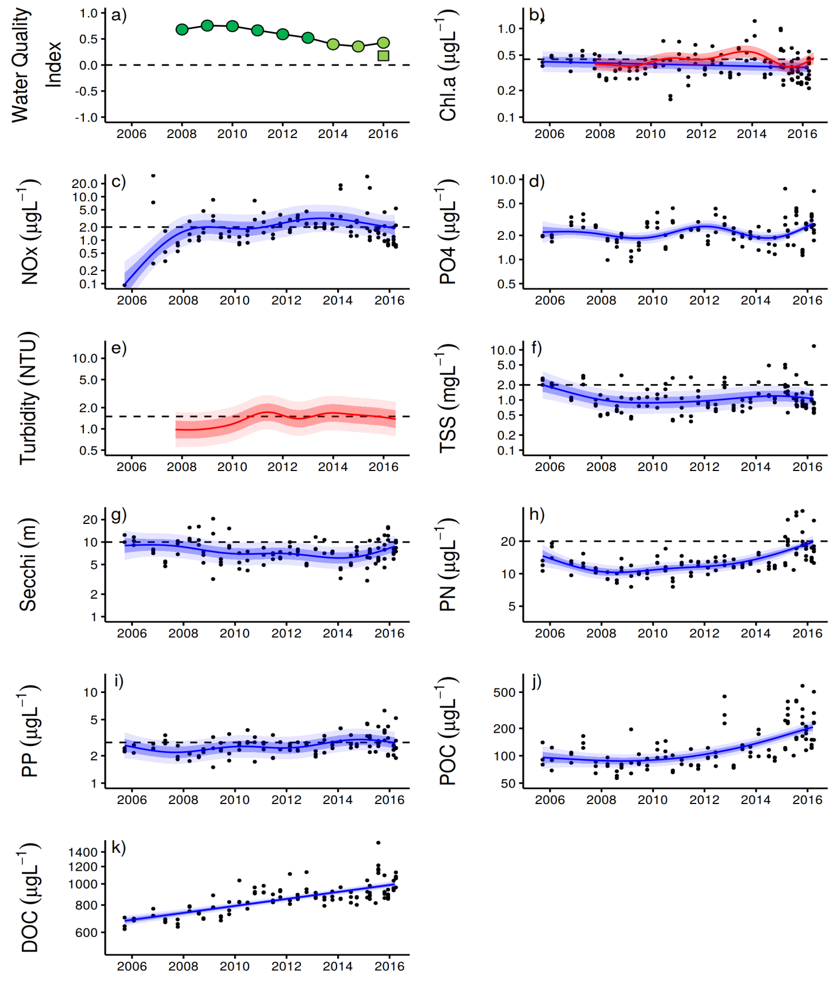 Water Quality
Index
a)
1.0
0.5
0.0
-0.5
-1.0
2006 2008 2010 2012 2014 2016
Chl.a (µgL⁻¹)
b)
1.0
0.5
0.2
0.1
2006 2008 2010 2012 2014 2016
NOx (µgL⁻¹)
c)
20.0
10.0
5.0
2.0
1.0
0.5
0.2
0.1
2006 2008 2010 2012 2014 2016
PO4 (µgL⁻¹)
d)
10.0
5.0
2.0
1.0
0.5
2006 2008 2010 2012 2014 2016
Turbidity (NTU)
e)
10.0
5.0
2.0
1.0
0.5
2006 2008 2010 2012 2014 2016
TSS (mgL⁻¹)
f)
10.0
5.0
2.0
1.0
0.5
0.2
0.1
2006 2008 2010 2012 2014 2016
Secchi (m)
g)
20
10
5
2
1
2006 2008 2010 2012 2014 2016
PN (µgL⁻¹)
h)
20
10
5
2006 2008 2010 2012 2014 2016
PP (µgL⁻¹)
i)
10
5
2
1
2006 2008 2010 2012 2014 2016
POC (µgL⁻¹)
j)
500
200
100
50
2006 2008 2010 2012 2014 2016
DOC (µgL⁻¹)
k)
1400
1200
1000
800
600
2006 2008 2010 2012 2014 2016